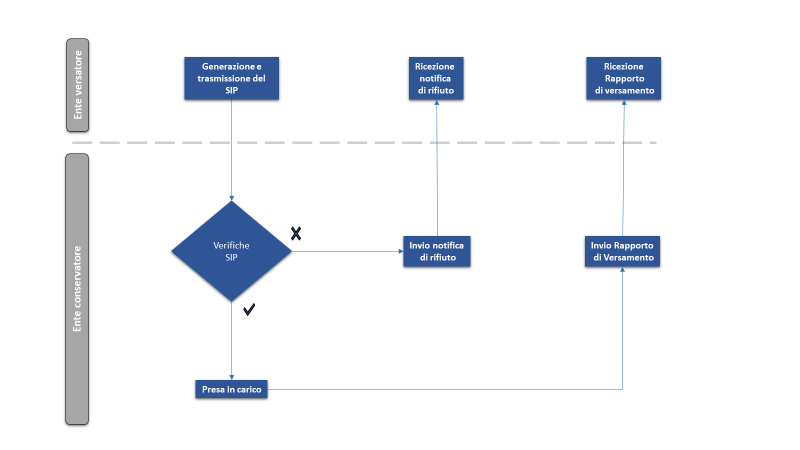 Ente versatore
Generazione e
trasmissione del
SIP
Ricezione
notifica
di rifiuto
Ricezione
Rapporto
di versamento
Ente conservatore
Verifiche
SIP
Invio notifica
di rifiuto
Invio Rapporto
di Versamento
Presa in carico